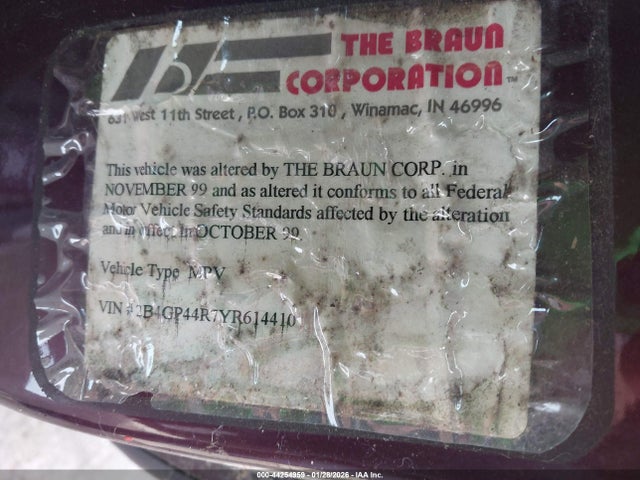 THE BRAUN
CORPORATION™
631 West 11th Street , P.O. Box 310 , Winamac, IN 46996
This vehicle was altered by THE BRAUN CORP. in
NOVEMBER 99 and as altered it conforms to all Federal
Motor Vehicle Safety Standards affected by the alteration
and in effect in OCTOBER 99.
Vehicle Type MPV
VIN # 2B4GP44R7YR614410
000-44254959 - 01/28/2026 - IAA Inc.